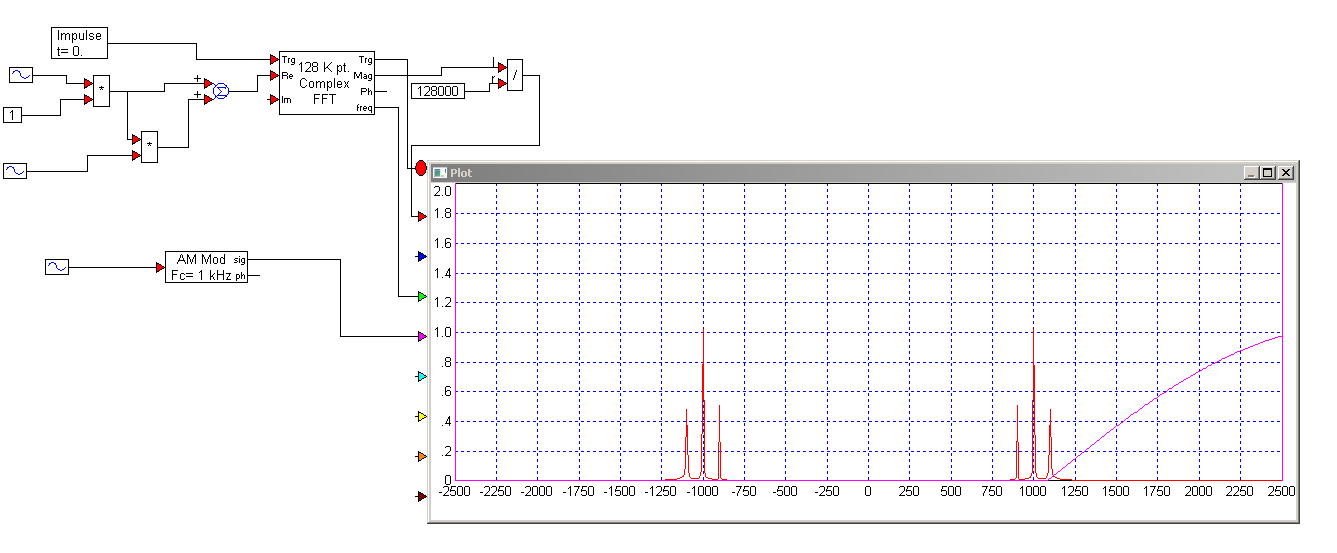 Impulse
t= 0.
Trg
Re
Im
128 K pt.
Complex
FFT
Trg
Mag
Ph
freq
l
r
/
128000
*
1
+
+
Σ
*
AM Mod
Fc= 1 kHz
sig
ph
Plot
2.0
1.8
1.6
1.4
1.2
1.0
.8
.6
.4
.2
0
-2500 -2250 -2000 -1750 -1500 -1250 -1000 -750 -500 -250 0 250 500 750 1000 1250 1500 1750 2000 2250 2500